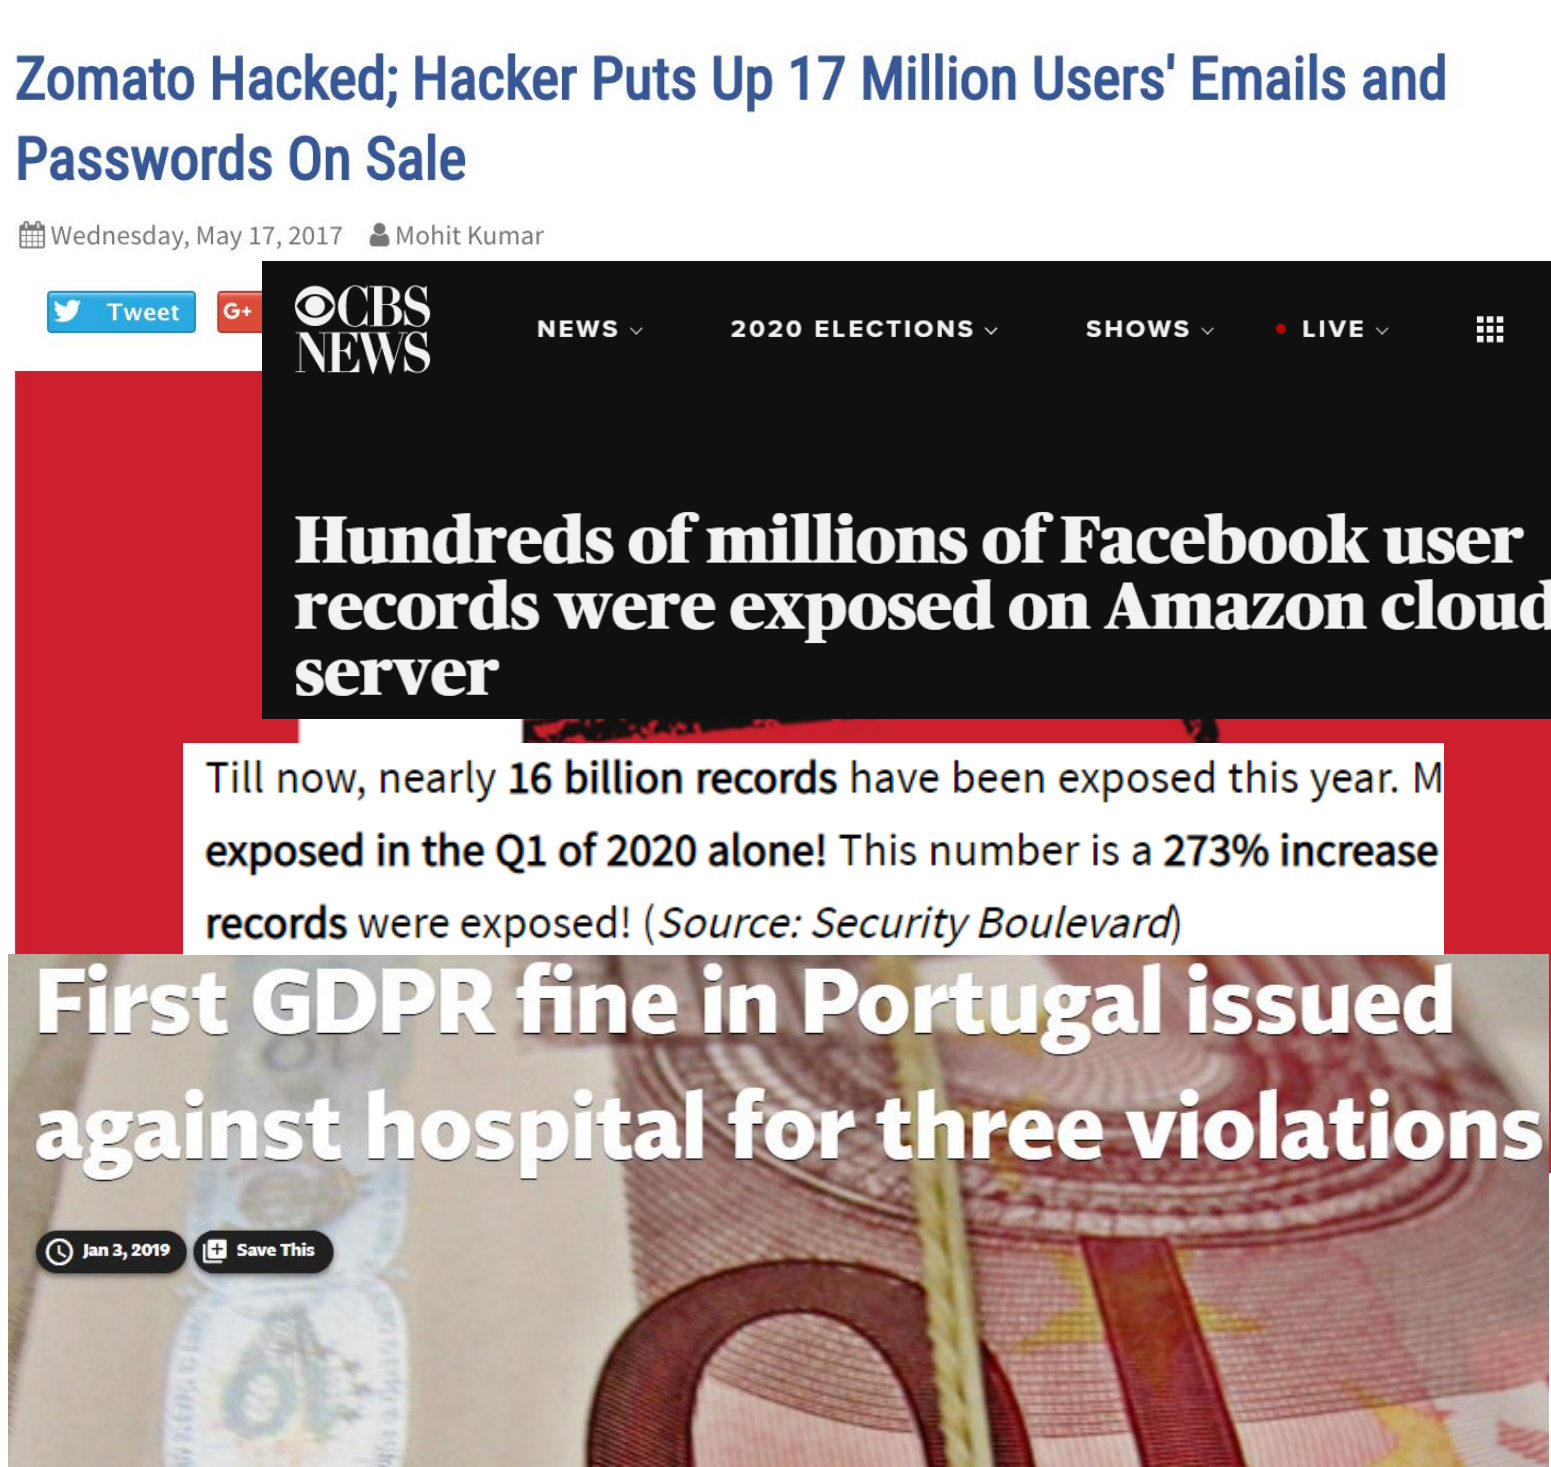 Zomato Hacked; Hacker Puts Up 17 Million Users' Emails and
Passwords On Sale
Wednesday, May 17, 2017 Mohit Kumar
Tweet G+
CBS
NEWS
NEWS 2020 ELECTIONS SHOWS LIVE
Hundreds of millions of Facebook user
records were exposed on Amazon cloud
server
Till now, nearly 16 billion records have been exposed this year. M
exposed in the Q1 of 2020 alone! This number is a 273% increase
records were exposed! (Source: Security Boulevard)
First GDPR fine in Portugal issued
against hospital for three violations
Jan 3, 2019 Save This
10
10